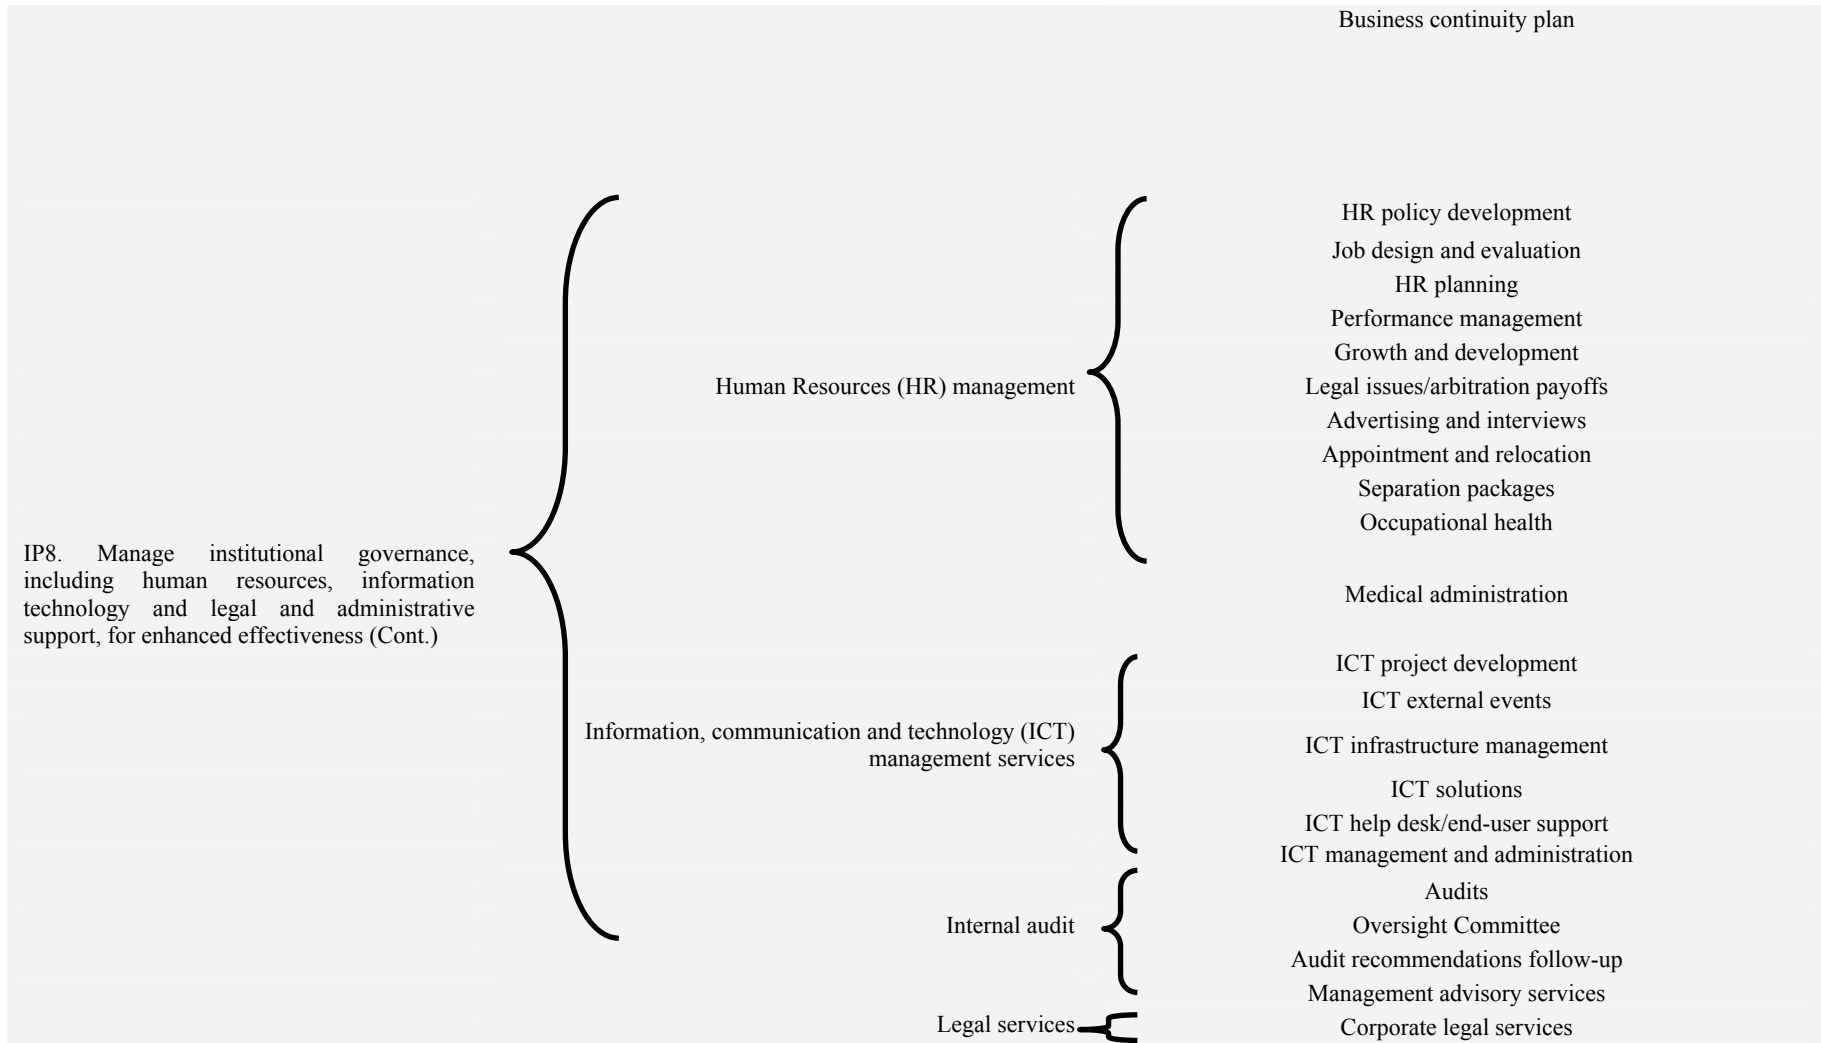 Business continuity plan
IP8. Manage institutional governance,
including human resources, information
technology and legal and administrative
support, for enhanced effectiveness (Cont.)
Human Resources (HR) management
HR policy development
Job design and evaluation
HR planning
Performance management
Growth and development
Legal issues/arbitration payoffs
Advertising and interviews
Appointment and relocation
Separation packages
Occupational health
Medical administration
Information, communication and technology (ICT)
management services
ICT project development
ICT external events
ICT infrastructure management
ICT solutions
ICT help desk/end-user support
ICT management and administration
Internal audit
Audits
Oversight Committee
Audit recommendations follow-up
Management advisory services
Legal services
Corporate legal services